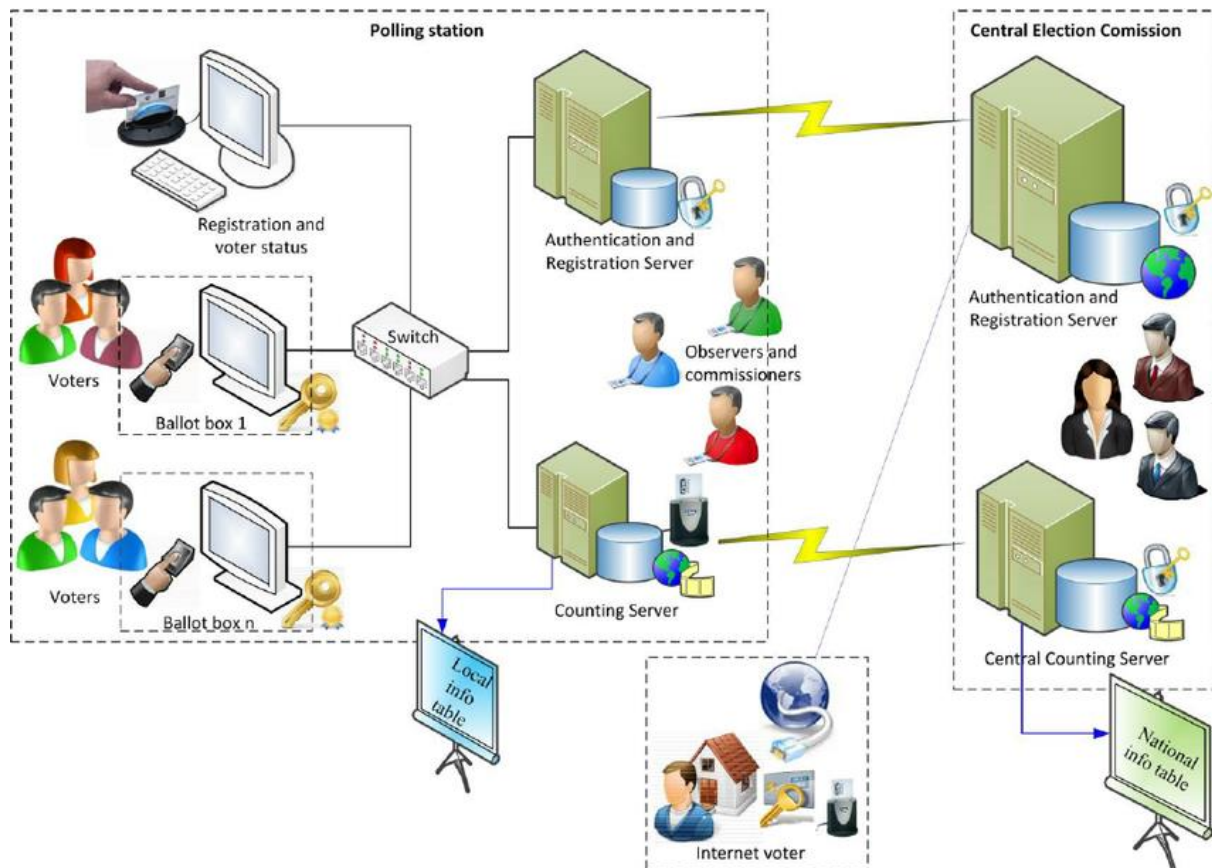 Polling station
Central Election Comission
Registration and
voter status
Authentication and
Registration Server
Authentication and
Registration Server
Switch
Observers and
commissioners
Voters
Ballot box 1
Voters
Ballot box n
Counting Server
Central Counting Server
Local
info
table
National
info table
Internet voter